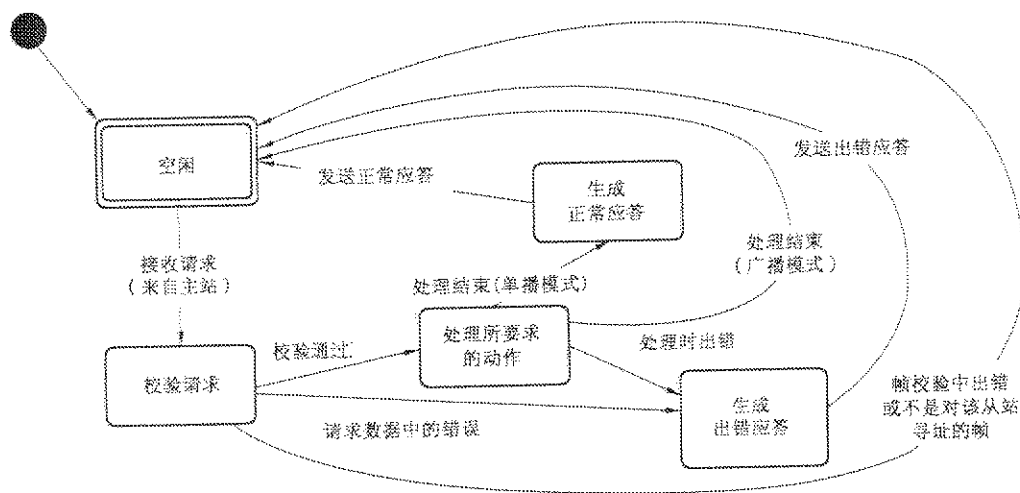 空闲
发送正常应答
生成
正常应答
发送出错应答
接收请求
(来自主站)
处理结束
(广播模式)
处理结束(单播模式)
校验请求
校验通过
处理所要求
的动作
处理时出错
请求数据中的错误
生成
出错应答
帧校验中出错
或不是对该从站
寻址的帧